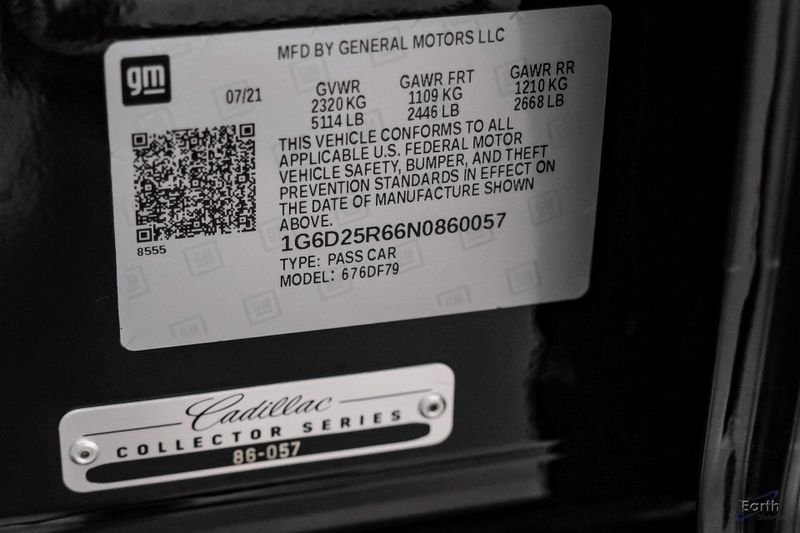 MFD BY GENERAL MOTORS LLC
gm
07/21
GVWR
2320 KG
5114 LB
GAWR FRT
1109 KG
2446 LB
GAWR RR
1210 KG
2668 LB
THIS VEHICLE CONFORMS TO ALL
APPLICABLE U.S. FEDERAL MOTOR
VEHICLE SAFETY, BUMPER, AND THEFT
PREVENTION STANDARDS IN EFFECT ON
THE DATE OF MANUFACTURE SHOWN
ABOVE.
8555
1G6D25R66N0860057
TYPE: PASS CAR
MODEL: 676DF79
Cadillac
COLLECTOR SERIES
86-057
Earth